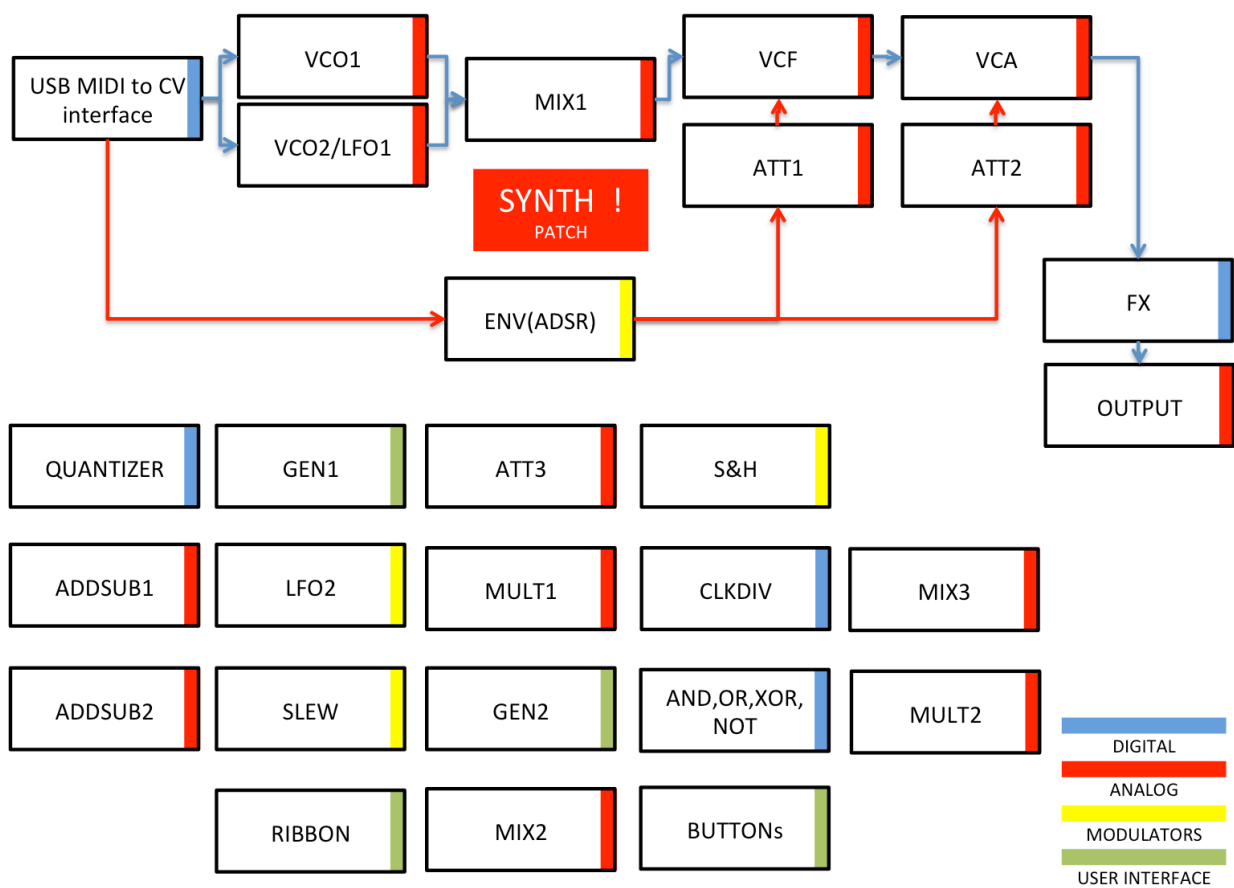 VCO1
VCF
VCA
USB MIDI to CV
interface
MIX1
VCO2/LFO1
ATT1
ATT2
SYNTH !
PATCH
ENV(ADSR)
FX
OUTPUT
QUANTIZER
GEN1
ATT3
S&H
ADDSUB1
LFO2
MULT1
CLKDIV
MIX3
ADDSUB2
SLEW
GEN2
AND,OR,XOR,
NOT
MULT2
RIBBON
MIX2
BUTTONs
DIGITAL
ANALOG
MODULATORS
USER INTERFACE